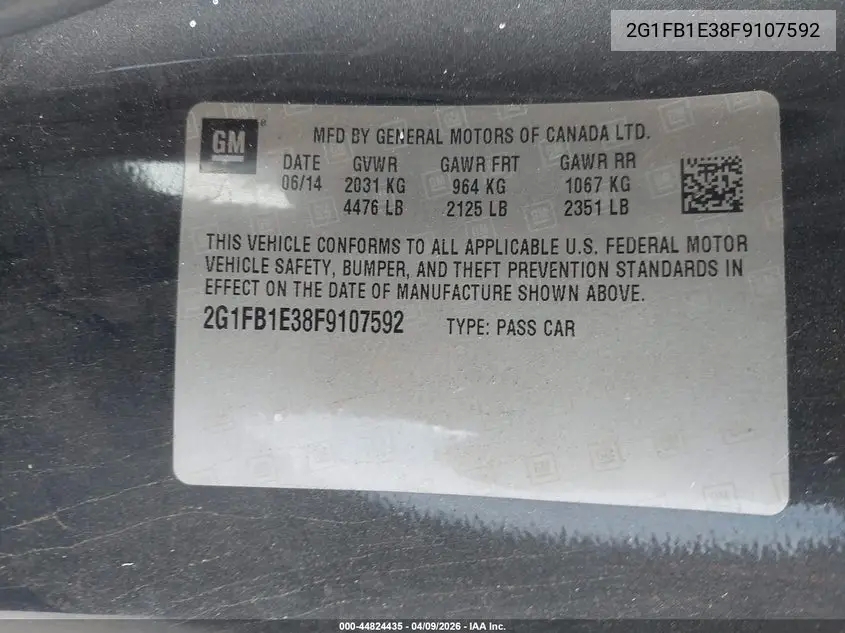 2G1FB1E38F9107592
GM
MFD BY GENERAL MOTORS OF CANADA LTD.
DATE GVWR GAWR FRT GAWR RR
06/14 2031 KG 964 KG 1067 KG
4476 LB 2125 LB 2351 LB
THIS VEHICLE CONFORMS TO ALL APPLICABLE U.S. FEDERAL MOTOR
VEHICLE SAFETY, BUMPER, AND THEFT PREVENTION STANDARDS IN
EFFECT ON THE DATE OF MANUFACTURE SHOWN ABOVE.
2G1FB1E38F9107592 TYPE: PASS CAR
000-44824435 - 04/09/2026 - IAA Inc.